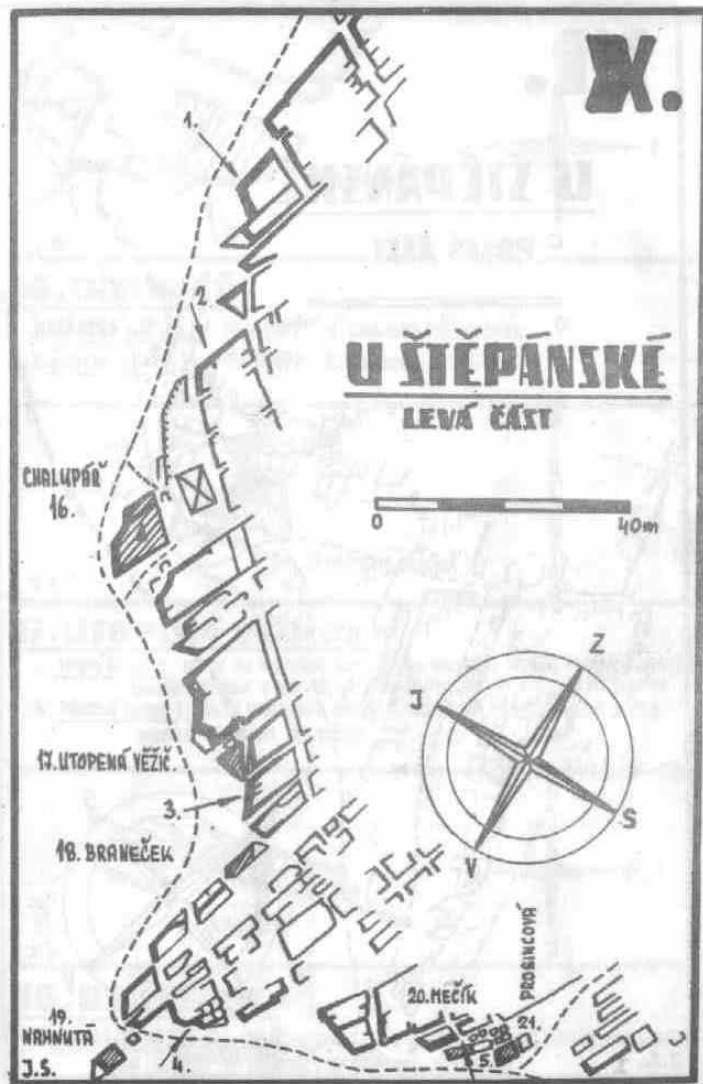 X.
1.
2.
U ŠTĚPÁNSKÉ
LEVÁ ČÁST
CHALUPÁŘ
16.
0
40m
Z
J
S
V
17. UTOPENÁ VĚŽIČ.
3.
18. BRANEČEK
PROSINCOVÁ
20. MEČÍK
21.
19.
NAHNUTÁ
J.S.
4.
5.